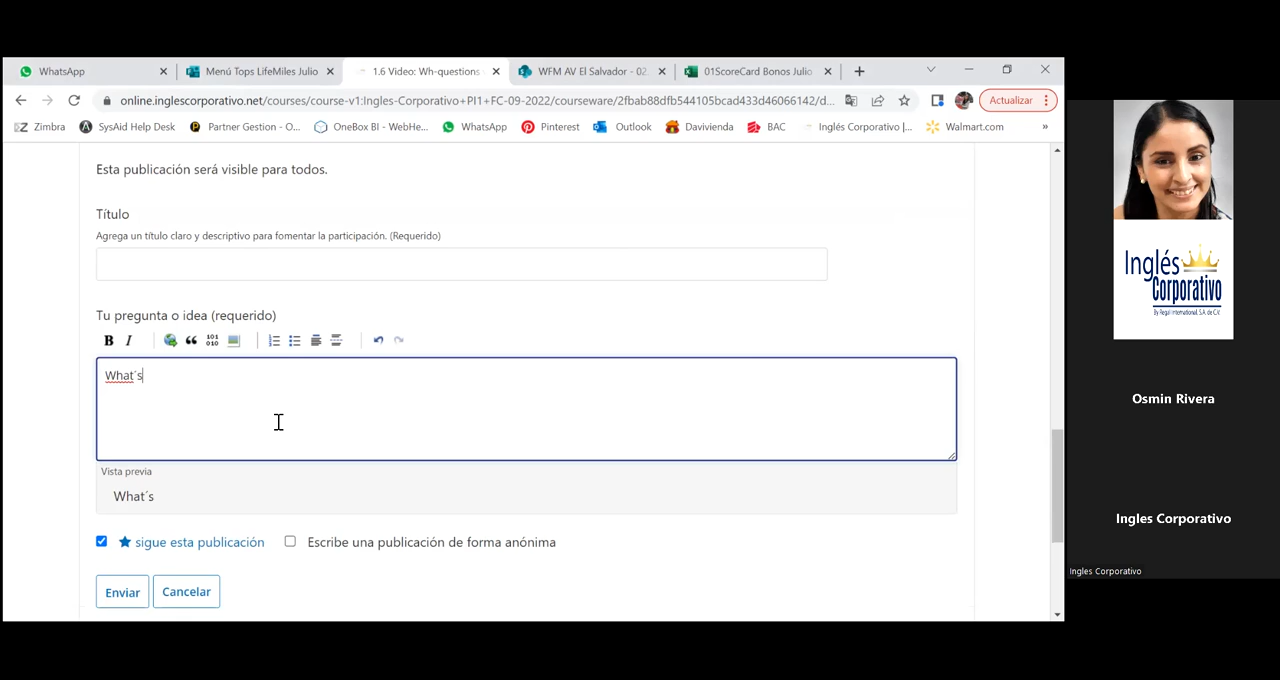 WhatsApp
Menú Tops LifeMiles Julio
1.6 Video: Wh-questions
WFM AV El Salvador - 02.
01ScoreCard Bonos Julio
online.inglescorporativo.net/courses/course-v1:Ingles-Corporativo+PI1+FC-09-2022/courseware/2fbab88dfb544105bcad433d46066142/d...
Actualizar
Zimbra
SysAid Help Desk
Partner Gestion - O...
OneBox BI - WebHe...
WhatsApp
Pinterest
Outlook
Davivienda
BAC
Inglés Corporativo |...
Walmart.com
»
Esta publicación será visible para todos.
Título
Agrega un título claro y descriptivo para fomentar la participación. (Requerido)
Tu pregunta o idea (requerido)
B I
What´s
Vista previa
What´s
sigue esta publicación
Escribe una publicación de forma anónima
Enviar
Cancelar
Inglés
Corporativo
By Regal International, S.A. de C.V.
Osmin Rivera
Ingles Corporativo
Ingles Corporativo